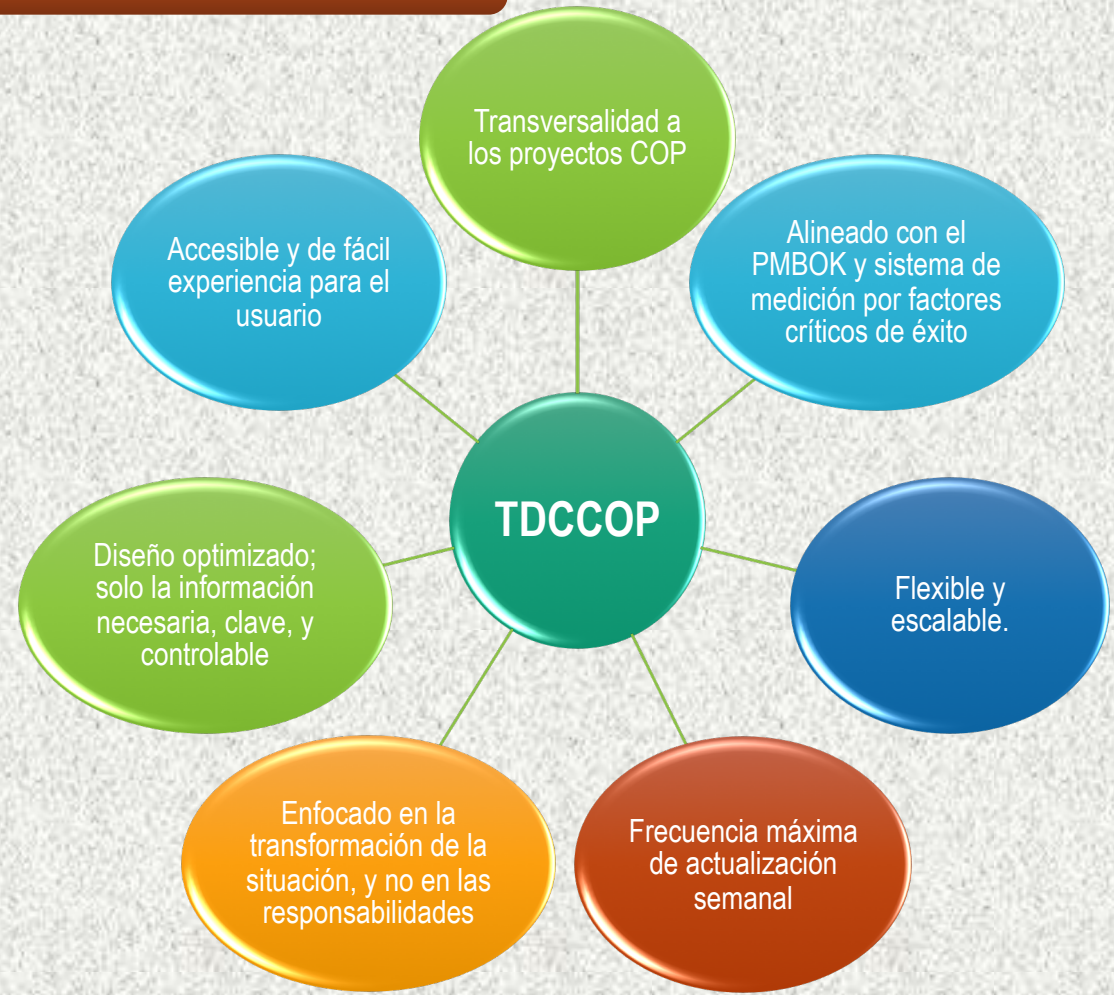 Transversalidad a
los proyectos COP
Alineado con el
PMBOK y sistema de
medición por factores
críticos de éxito
Flexible y
escalable.
Frecuencia máxima
de actualización
semanal
Enfocado en la
transformación de la
situación, y no en las
responsabilidades
Diseño optimizado;
solo la información
necesaria, clave, y
controlable
Accesible y de fácil
experiencia para el
usuario
TDCCOP